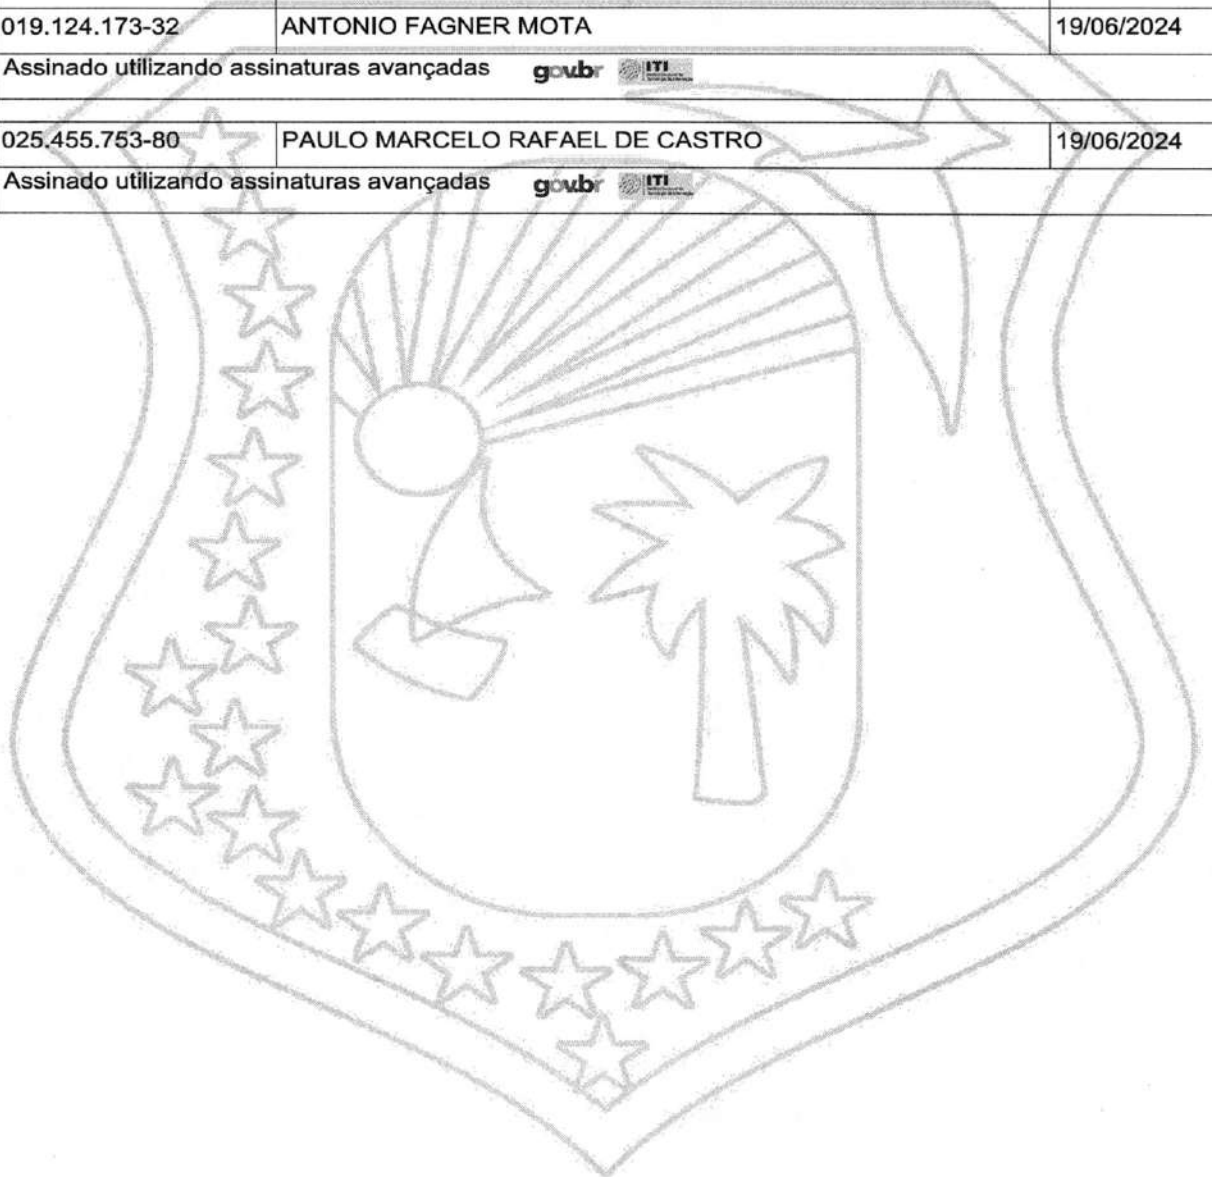 019.124.173-32 ANTONIO FAGNER MOTA 19/06/2024
Assinado utilizando assinaturas avançadas gov.br ITI
025.455.753-80 PAULO MARCELO RAFAEL DE CASTRO 19/06/2024
Assinado utilizando assinaturas avançadas gov.br ITI